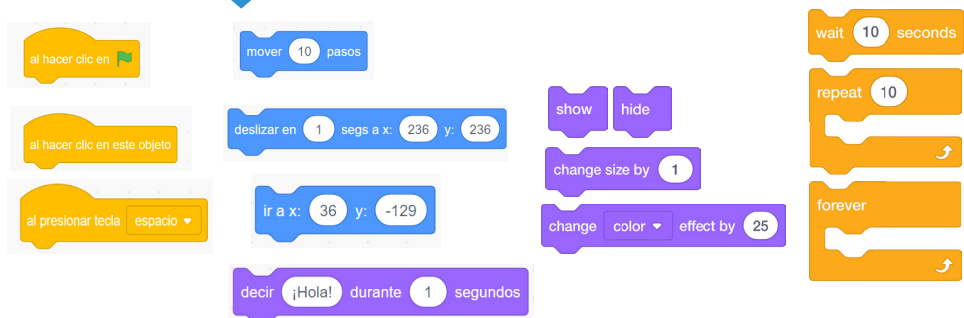 al hacer clic en
al hacer clic en este objeto
al presionar tecla espacio
mover 10 pasos
deslizar en 1 segs a x: 236 y: 236
ir a x: 36 y: -129
decir ¡Hola! durante 1 segundos
show
hide
change size by 1
change color effect by 25
wait 10 seconds
repeat 10
forever